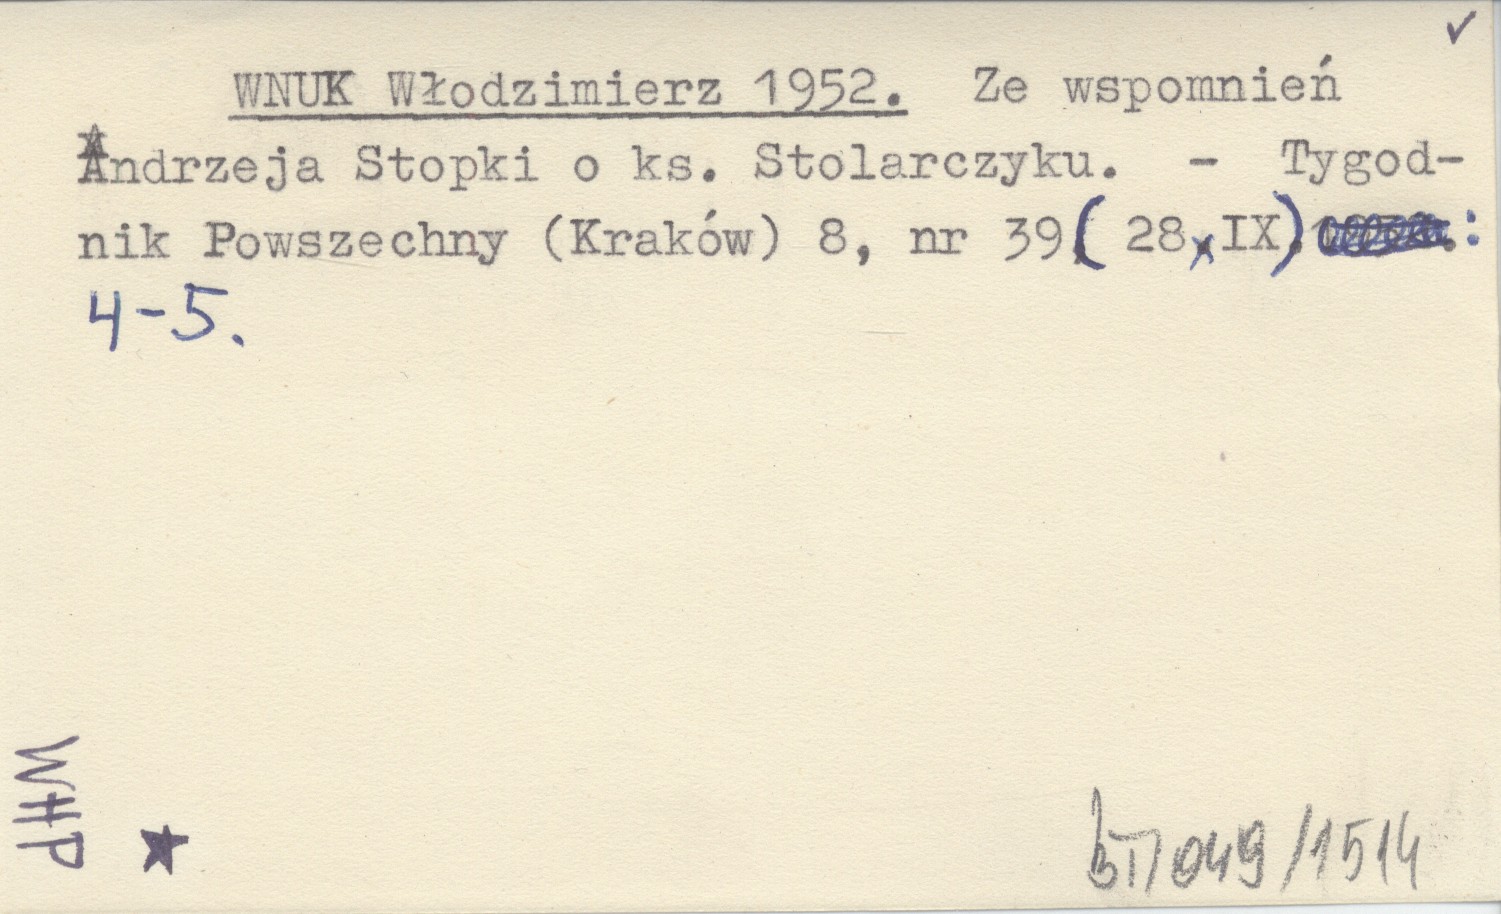 WNUK Włodzimierz 1952. Ze wspomnień
Andrzeja Stopki o ks. Stolarczyku. - Tygod-
nik Powszechny (Kraków) 8, nr 39 ( 28. IX) :
4-5.
WHP
049/1514